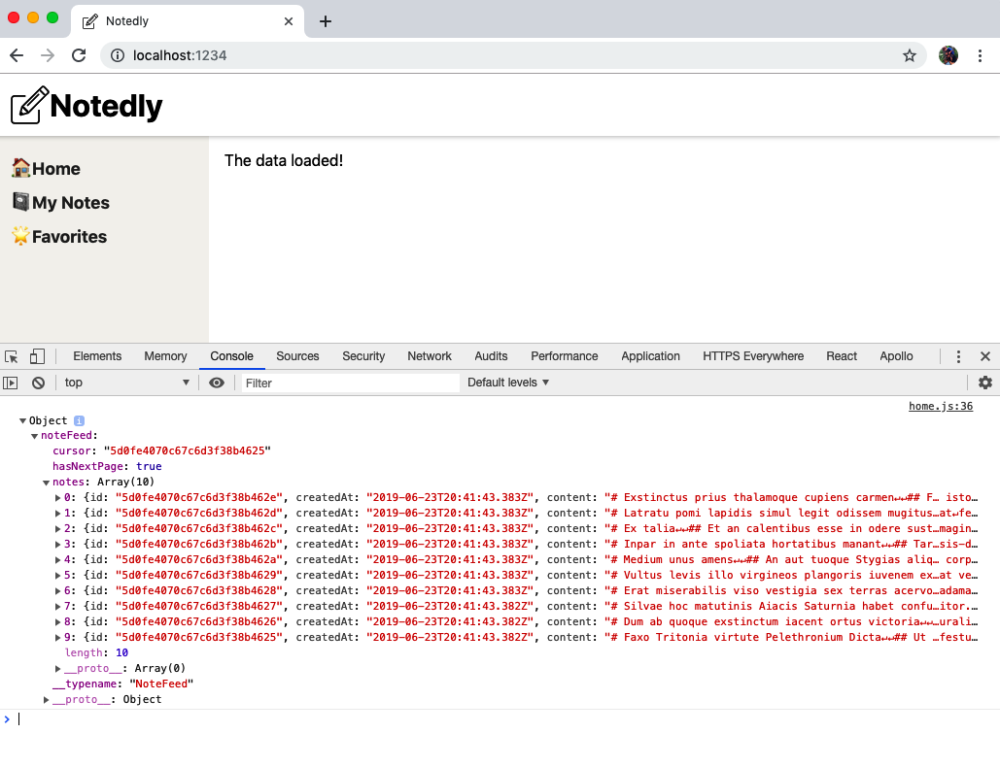 Notedly
localhost:1234
Notedly
Home
My Notes
Favorites
The data loaded!
Elements Memory Console Sources Security Network Audits Performance Application HTTPS Everywhere React Apollo
top Filter Default levels
home.js:36
Object
noteFeed:
cursor: "5d0fe4070c67c6d3f38b4625"
hasNextPage: true
notes: Array(10)
0: {id: "5d0fe4070c67c6d3f38b462e", createdAt: "2019-06-23T20:41:43.383Z", content: "# Exstinctus prius thalamoque cupiens carmen↵↵## F… isto…
1: {id: "5d0fe4070c67c6d3f38b462d", createdAt: "2019-06-23T20:41:43.383Z", content: "# Latratu pomi lapidis simul legit odissem mugitus…at↵fe…
2: {id: "5d0fe4070c67c6d3f38b462c", createdAt: "2019-06-23T20:41:43.383Z", content: "# Ex talia↵↵## Et an calentibus esse in odere sust…magin…
3: {id: "5d0fe4070c67c6d3f38b462b", createdAt: "2019-06-23T20:41:43.383Z", content: "# Inpar in ante spoliata hortatibus manant↵↵## Tar…sis-d…
4: {id: "5d0fe4070c67c6d3f38b462a", createdAt: "2019-06-23T20:41:43.383Z", content: "# Medium unus amens↵↵## An aut tuoque Stygias aliq… corp…
5: {id: "5d0fe4070c67c6d3f38b4629", createdAt: "2019-06-23T20:41:43.383Z", content: "# Vultus levis illo virgineos plangoris iuvenem ex…at ve…
6: {id: "5d0fe4070c67c6d3f38b4628", createdAt: "2019-06-23T20:41:43.383Z", content: "# Erat miserabilis viso vestigia sex terras acervo…adama…
7: {id: "5d0fe4070c67c6d3f38b4627", createdAt: "2019-06-23T20:41:43.382Z", content: "# Silvae hoc matutinis Aiacis Saturnia habet confu…itor.…
8: {id: "5d0fe4070c67c6d3f38b4626", createdAt: "2019-06-23T20:41:43.382Z", content: "# Dum ab quoque exstinctum iacent ortus victoria↵↵…urali…
9: {id: "5d0fe4070c67c6d3f38b4625", createdAt: "2019-06-23T20:41:43.382Z", content: "# Faxo Tritonia virtute Pelethronium Dicta↵↵## Ut …festu…
length: 10
__proto__: Array(0)
__typename: "NoteFeed"
__proto__: Object